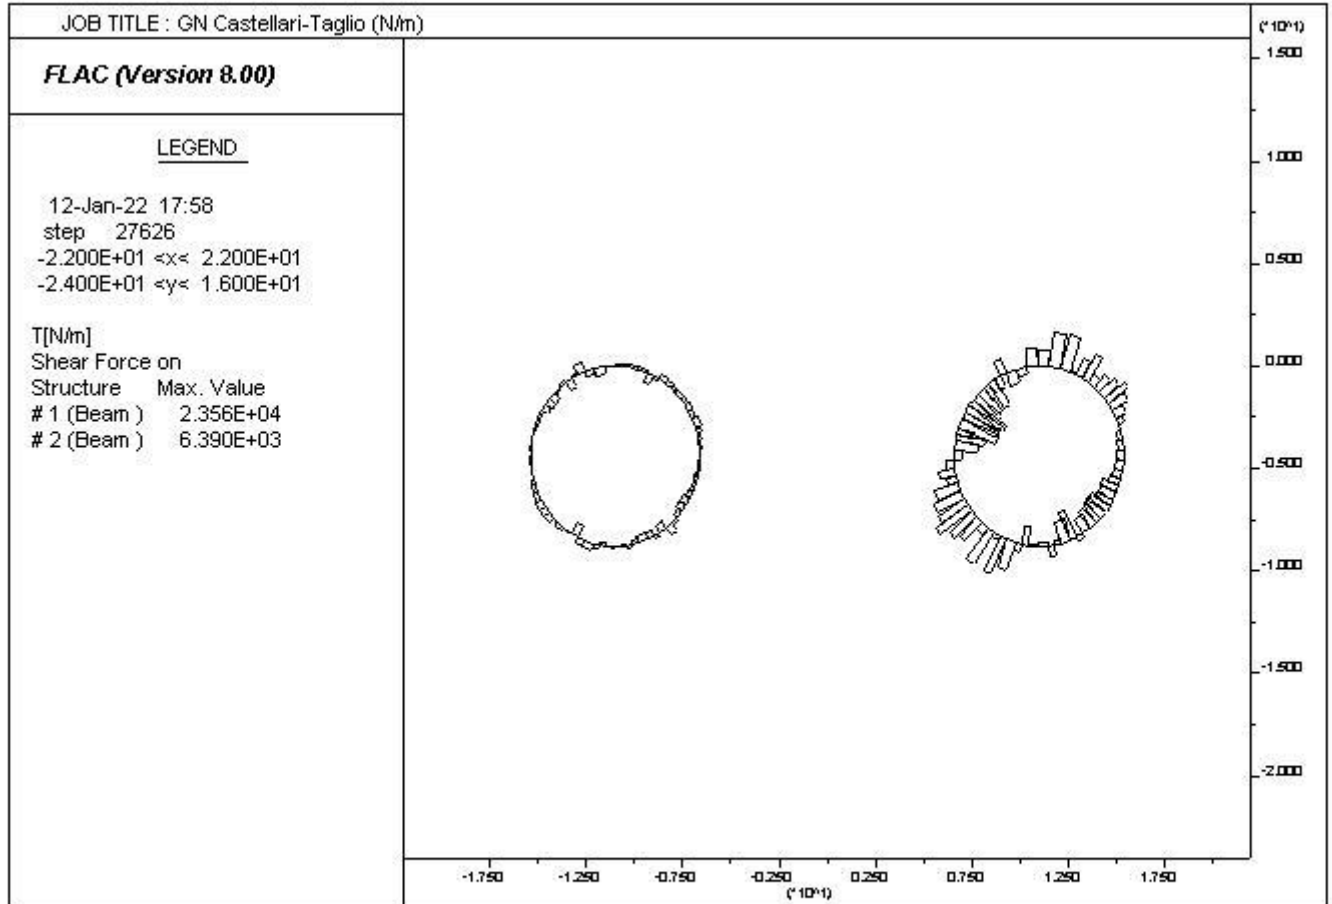 JOB TITLE : GN Castellari-Taglio (N/m)
FLAC (Version 8.00)
LEGEND
12-Jan-22 17:58
step 27626
-2.200E+01 <x< 2.200E+01
-2.400E+01 <y< 1.600E+01
T[N/m]
Shear Force on
Structure Max. Value
# 1 (Beam ) 2.356E+04
# 2 (Beam ) 6.390E+03
(*10^1)
1.500
1.000
0.500
0.000
-0.500
-1.000
-1.500
-2.000
-1.750 -1.250 -0.750 -0.250 0.250 0.750 1.250 1.750
(*10^1)